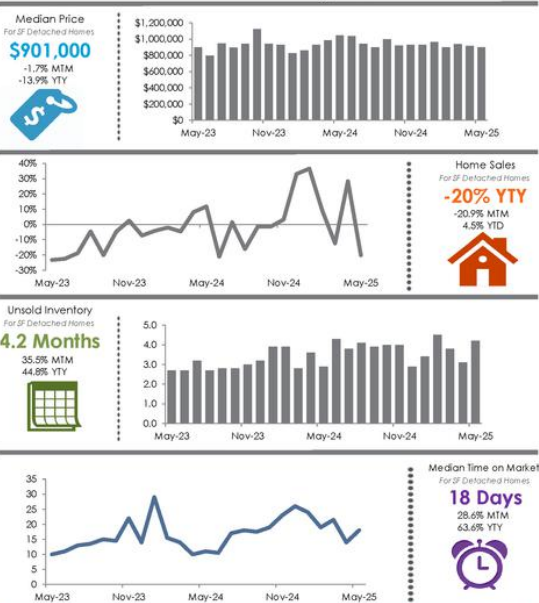 Median Price
For SF Detached Homes
$901,000
-1.7% MTM
-13.9% YTY
$
$1,200,000
$1,000,000
$800,000
$600,000
$400,000
$200,000
$0
May-23 Nov-23 May-24 Nov-24 May-25
40%
30%
20%
10%
0%
-10%
-20%
-30%
May-23 Nov-23 May-24 Nov-24 May-25
Home Sales
For SF Detached Homes
-20% YTY
-20.9% MTM
4.5% YTD
Unsold Inventory
For SF Detached Homes
4.2 Months
35.5% MTM
44.8% YTY
5.0
4.0
3.0
2.0
1.0
0.0
May-23 Nov-23 May-24 Nov-24 May-25
35
30
25
20
15
10
5
0
May-23 Nov-23 May-24 Nov-24 May-25
Median Time on Market
For SF Detached Homes
18 Days
28.6% MTM
63.6% YTY